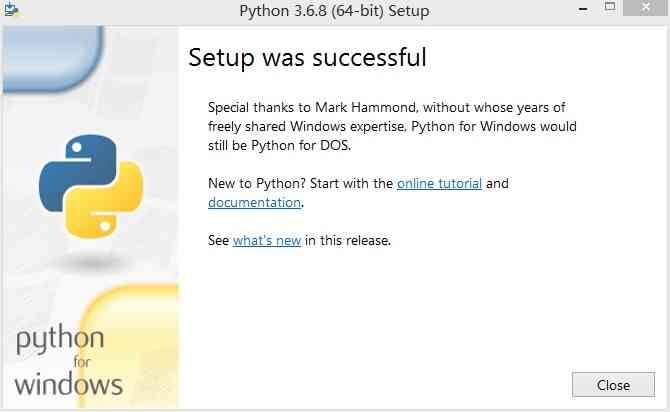 Python 3.6.8 (64-bit) Setup
Setup was successful
Special thanks to Mark Hammond, without whose years of
freely shared Windows expertise, Python for Windows would
still be Python for DOS.
New to Python? Start with the online tutorial and
documentation.
See what's new in this release.
python
for
windows
Close